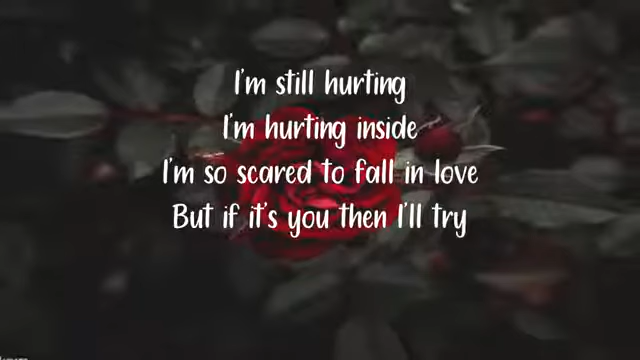 I'm still hurting
I'm hurting inside
I'm so scared to fall in love
But if it's you then I'll try